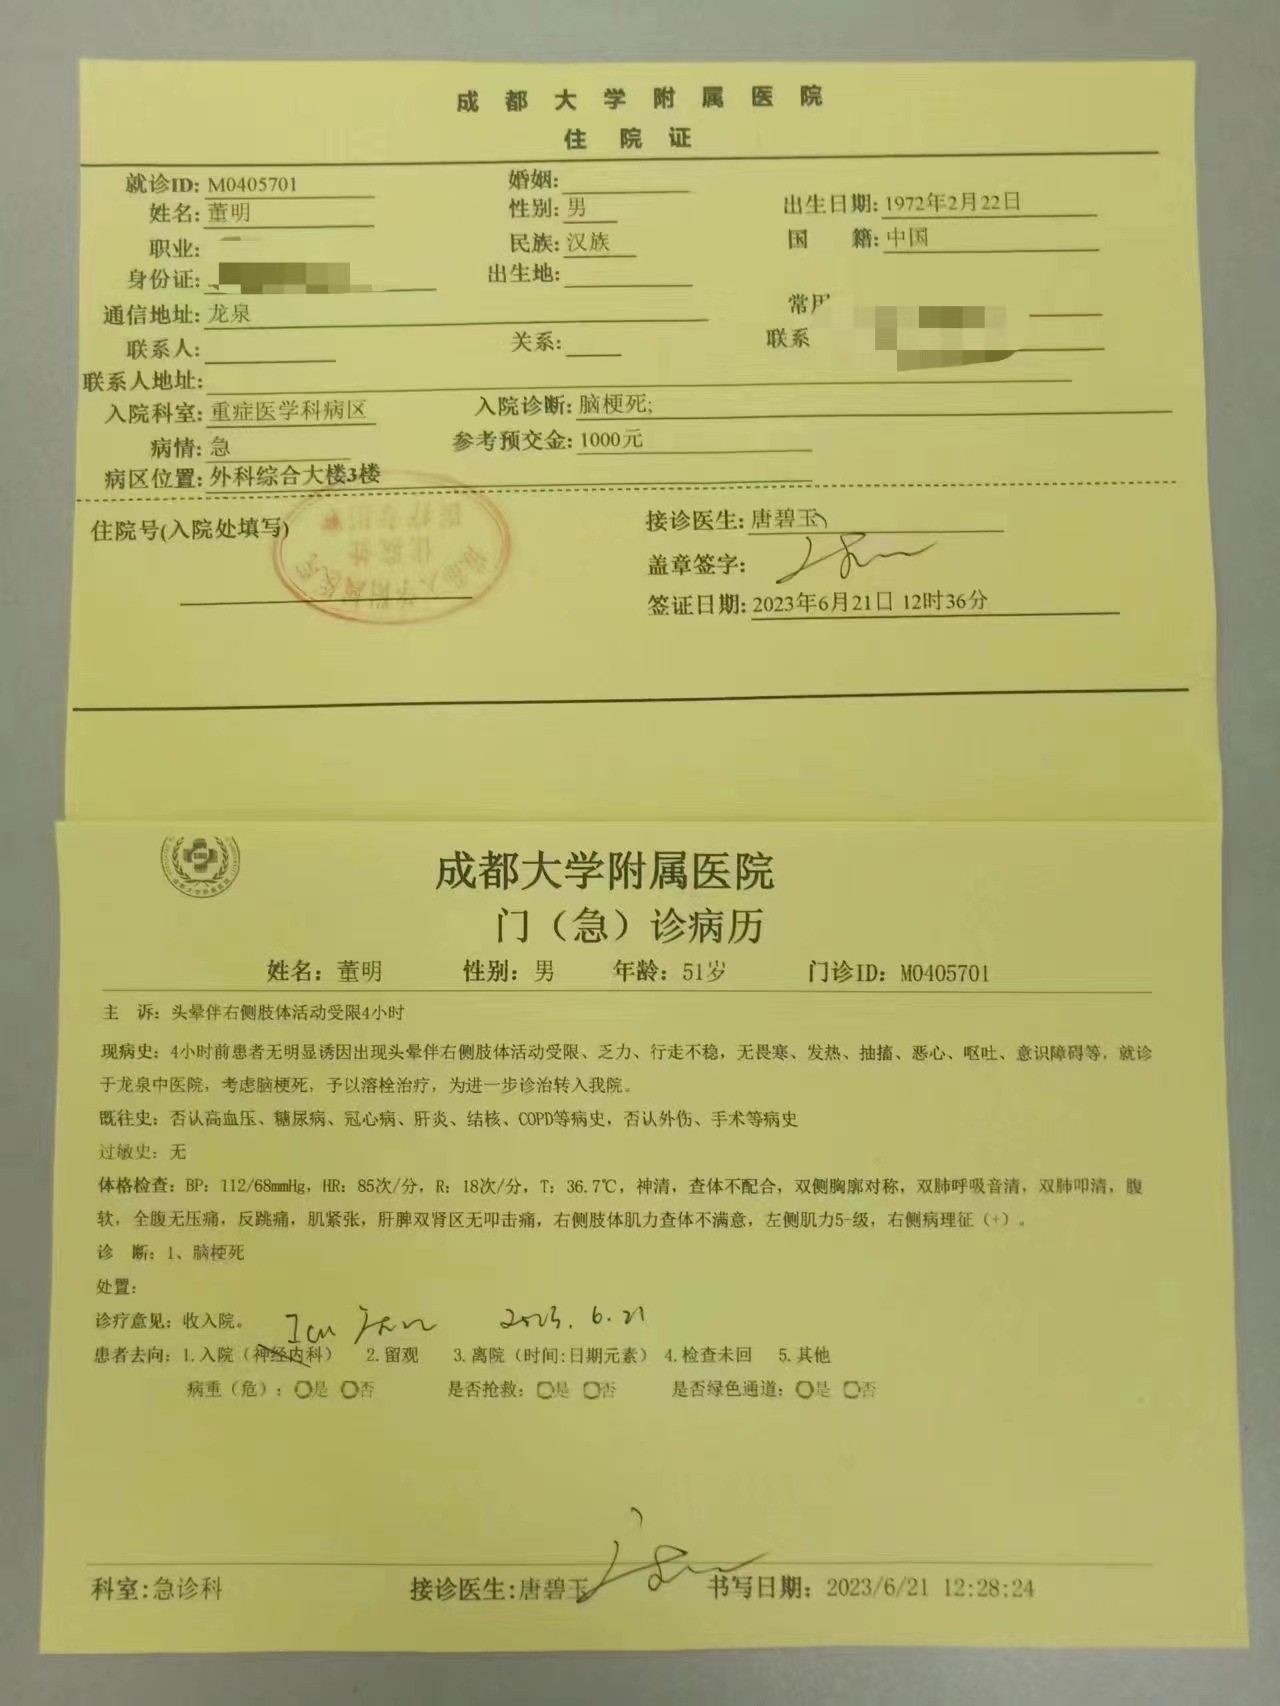 成都大学附属医院
住院证
就诊ID: M0405701 婚姻:
姓名: 董明 性别: 男 出生日期: 1972年2月22日
职业: 民族: 汉族 国籍: 中国
身份证: 出生地:
通信地址: 龙泉 常用
联系人: 关系: 联系
联系人地址:
入院科室: 重症医学科病区 入院诊断: 脑梗死;
病情: 急 参考预交金: 1000元
病区位置: 外科综合大楼3楼
住院号(入院处填写) 接诊医生: 唐碧玉
盖章签字:
签证日期: 2023年6月21日 12时36分
成都大学附属医院
门（急）诊病历
姓名: 董明 性别: 男 年龄: 51岁 门诊ID: M0405701
主 诉: 头晕伴右侧肢体活动受限4小时
现病史: 4小时前患者无明显诱因出现头晕伴右侧肢体活动受限、乏力、行走不稳，无畏寒、发热、抽搐、恶心、呕吐、意识障碍等，就诊
于龙泉中医院，考虑脑梗死，予以溶栓治疗，为进一步诊治转入我院。
既往史: 否认高血压、糖尿病、冠心病、肝炎、结核、COPD等病史，否认外伤、手术等病史
过敏史: 无
体格检查: BP: 112/68mmHg, HR: 85次/分, R: 18次/分, T: 36.7℃, 神清，查体不配合，双侧胸廓对称，双肺呼吸音清，双肺叩清，腹
软，全腹无压痛，反跳痛，肌紧张，肝脾双肾区无叩击痛，右侧肢体肌力查体不满意，左侧肌力5-级，右侧病理征（+）。
诊 断: 1、脑梗死
处置:
诊疗意见: 收入院。 ICU 2023.6.21
患者去向: 1.入院（神经内科） 2.留观 3.离院（时间:日期元素） 4.检查未回 5.其他
病重（危）: 是 否 是否抢救: 是 否 是否绿色通道: 是 否
科室: 急诊科 接诊医生: 唐碧玉 书写日期: 2023/6/21 12:28:24